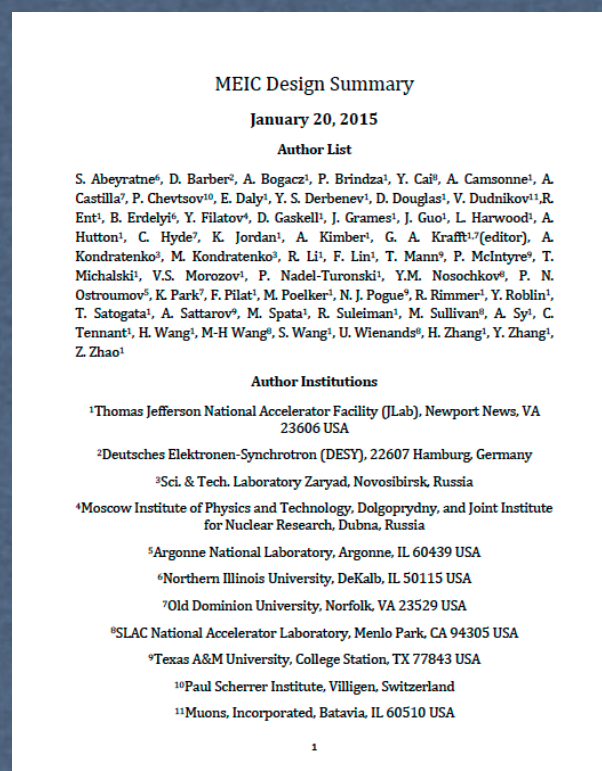 MEIC Design Summary
January 20, 2015
Author List
S. Abeyratne⁶, D. Barber², A. Bogacz¹, P. Brindza¹, Y. Cai⁸, A. Camsonne¹, A.
Castilla⁷, P. Chevtsov¹⁰, E. Daly¹, Y. S. Derbenev¹, D. Douglas¹, V. Dudnikov¹¹,R.
Ent¹, B. Erdelyi⁶, Y. Filatov⁴, D. Gaskell¹, J. Grames¹, J. Guo¹, L. Harwood¹, A.
Hutton¹, C. Hyde⁷, K. Jordan¹, A. Kimber¹, G. A. Krafft¹˒⁷(editor), A.
Kondratenko³, M. Kondratenko³, R. Li¹, F. Lin¹, T. Mann⁹, P. McIntyre⁹, T.
Michalski¹, V.S. Morozov¹, P. Nadel-Turonski¹, Y.M. Nosochkov⁸, P. N.
Ostroumov⁵, K. Park⁷, F. Pilat¹, M. Poelker¹, N. J. Pogue⁹, R. Rimmer¹, Y. Roblin¹,
T. Satogata¹, A. Sattarov⁹, M. Spata¹, R. Suleiman¹, M. Sullivan⁸, A. Sy¹, C.
Tennant¹, H. Wang¹, M-H Wang⁸, S. Wang¹, U. Wienands⁸, H. Zhang¹, Y. Zhang¹,
Z. Zhao¹
Author Institutions
¹Thomas Jefferson National Accelerator Facility (JLab), Newport News, VA
23606 USA
²Deutsches Elektronen-Synchrotron (DESY), 22607 Hamburg, Germany
³Sci. & Tech. Laboratory Zaryad, Novosibirsk, Russia
⁴Moscow Institute of Physics and Technology, Dolgoprydny, and Joint Institute
for Nuclear Research, Dubna, Russia
⁵Argonne National Laboratory, Argonne, IL 60439 USA
⁶Northern Illinois University, DeKalb, IL 50115 USA
⁷Old Dominion University, Norfolk, VA 23529 USA
⁸SLAC National Accelerator Laboratory, Menlo Park, CA 94305 USA
⁹Texas A&M University, College Station, TX 77843 USA
¹⁰Paul Scherrer Institute, Villigen, Switzerland
¹¹Muons, Incorporated, Batavia, IL 60510 USA
1